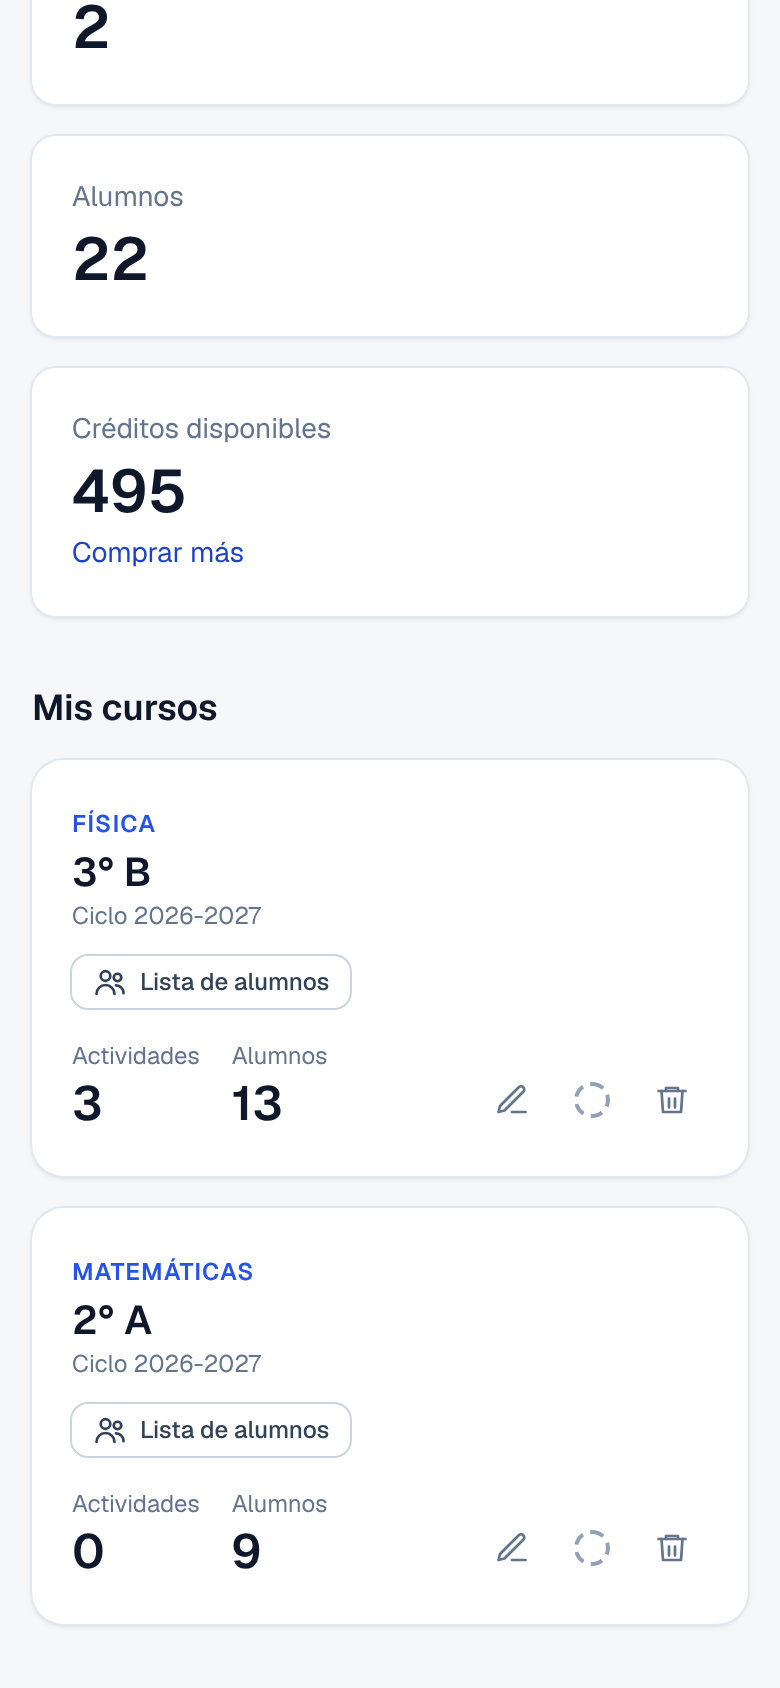 2
Alumnos
22
Créditos disponibles
495
Comprar más
Mis cursos
FÍSICA
3° B
Ciclo 2026-2027
Lista de alumnos
Actividades Alumnos
3 13
MATEMÁTICAS
2° A
Ciclo 2026-2027
Lista de alumnos
Actividades Alumnos
0 9